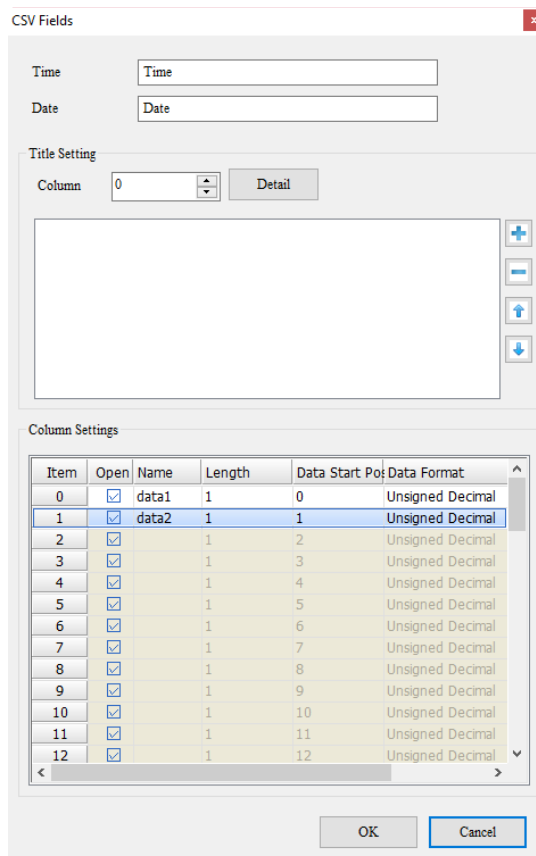 CSV Fields
Time Time
Date Date
Title Setting
Column 0 Detail
Column Settings
Item Open Name Length Data Start Pos Data Format
0 data1 1 0 Unsigned Decimal
1 data2 1 1 Unsigned Decimal
2 1 2 Unsigned Decimal
3 1 3 Unsigned Decimal
4 1 4 Unsigned Decimal
5 1 5 Unsigned Decimal
6 1 6 Unsigned Decimal
7 1 7 Unsigned Decimal
8 1 8 Unsigned Decimal
9 1 9 Unsigned Decimal
10 1 10 Unsigned Decimal
11 1 11 Unsigned Decimal
12 1 12 Unsigned Decimal
OK Cancel